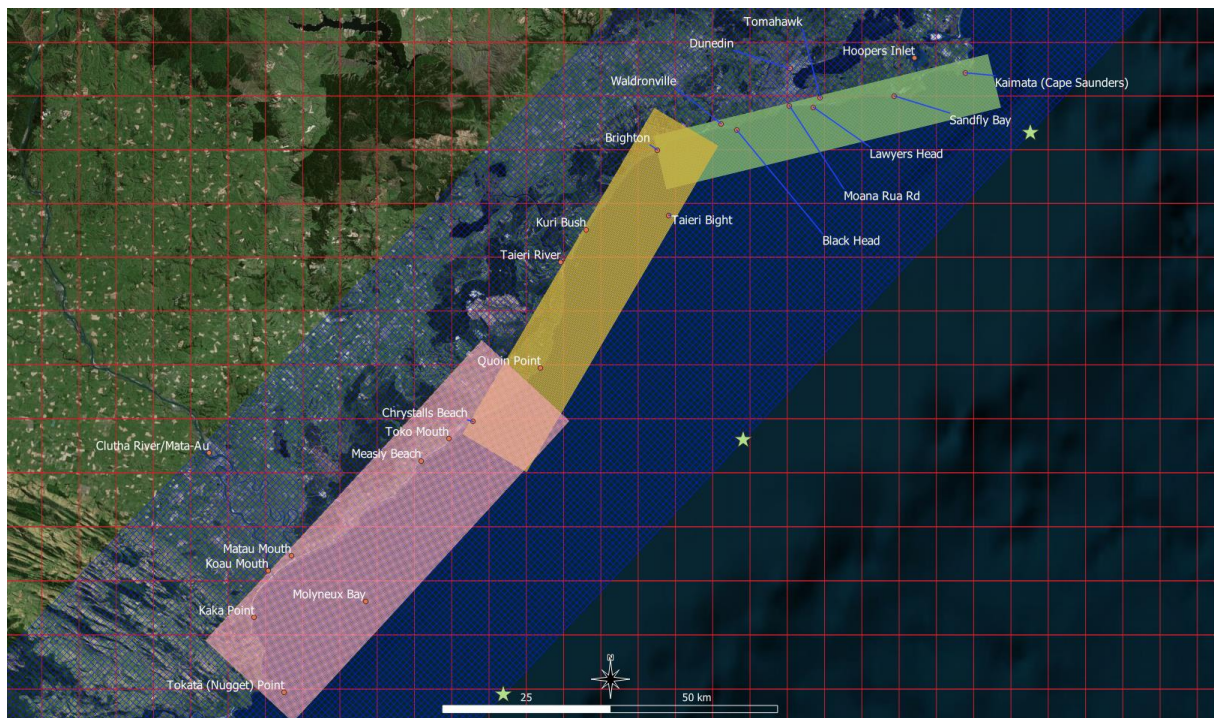 Tomahawk
Dunedin
Hoopers Inlet
Waldronville
Kaimata (Cape Saunders)
Sandfly Bay
Brighton
Lawyers Head
Moana Rua Rd
Kuri Bush
Taieri Bight
Black Head
Taieri River
Quoin Point
Chrystalls Beach
Toko Mouth
Clutha River/Mata-Au
Measly Beach
Matau Mouth
Koau Mouth
Molyneux Bay
Kaka Point
N
Tokatā (Nugget) Point
25
50 km